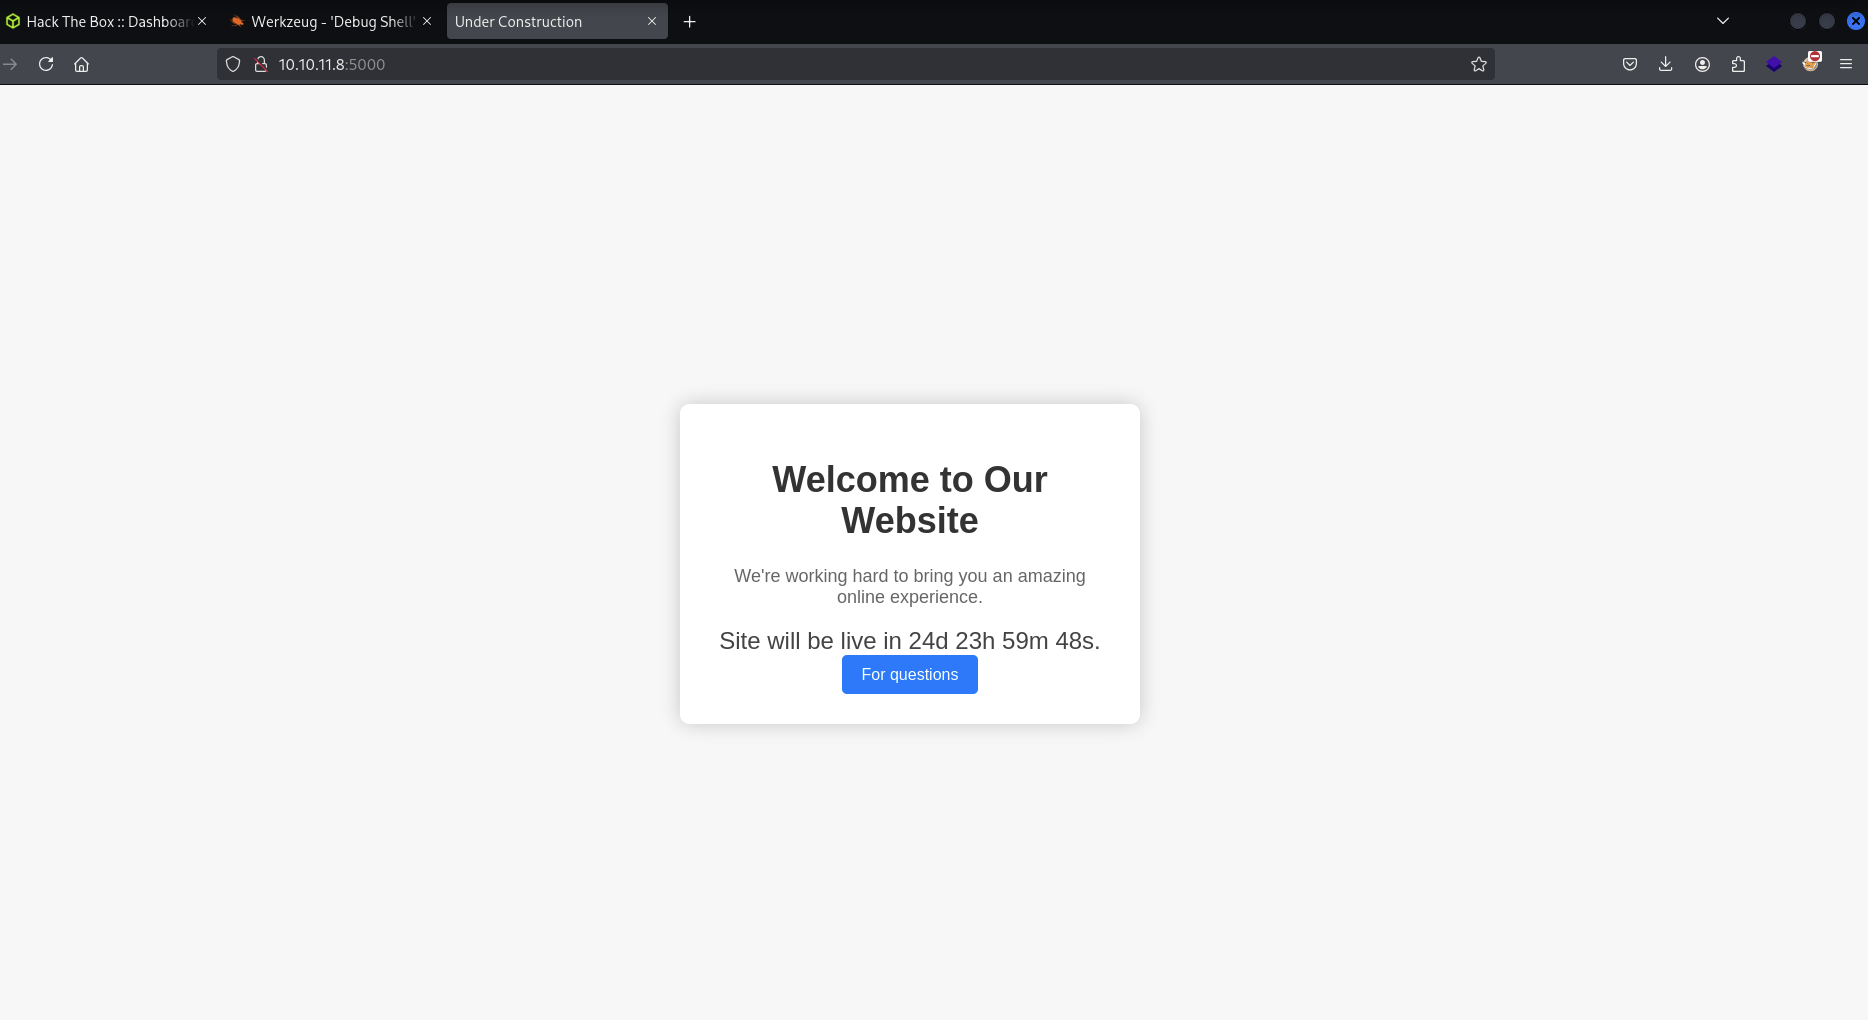 Hack The Box :: Dashboar
Werkzeug - 'Debug Shell'
Under Construction
10.10.11.8:5000
Welcome to Our
Website
We're working hard to bring you an amazing
online experience.
Site will be live in 24d 23h 59m 48s.
For questions